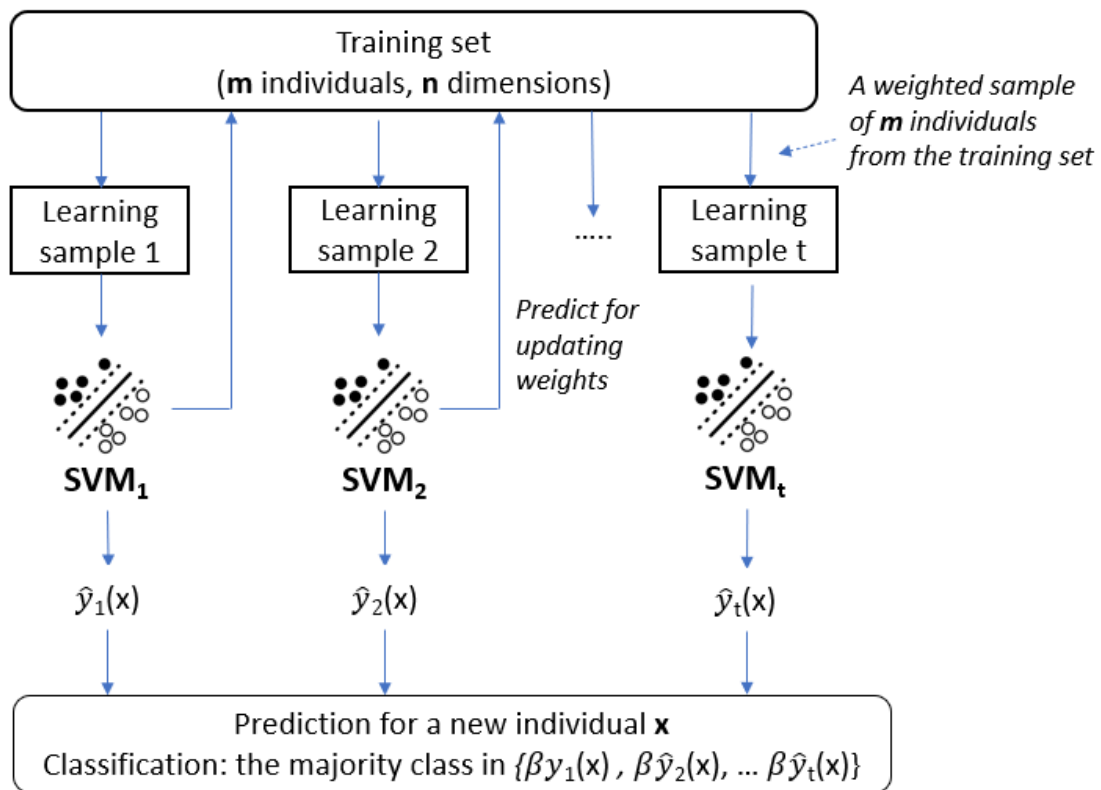 Training set
(m individuals, n dimensions)
A weighted sample
of m individuals
from the training set
Learning
sample 1
Learning
sample 2
.....
Learning
sample t
Predict for
updating
weights
SVM₁
SVM₂
SVMₜ
ŷ₁(x)
ŷ₂(x)
ŷₜ(x)
Prediction for a new individual x
Classification: the majority class in {βy₁(x) , βŷ₂(x), ... βŷₜ(x)}